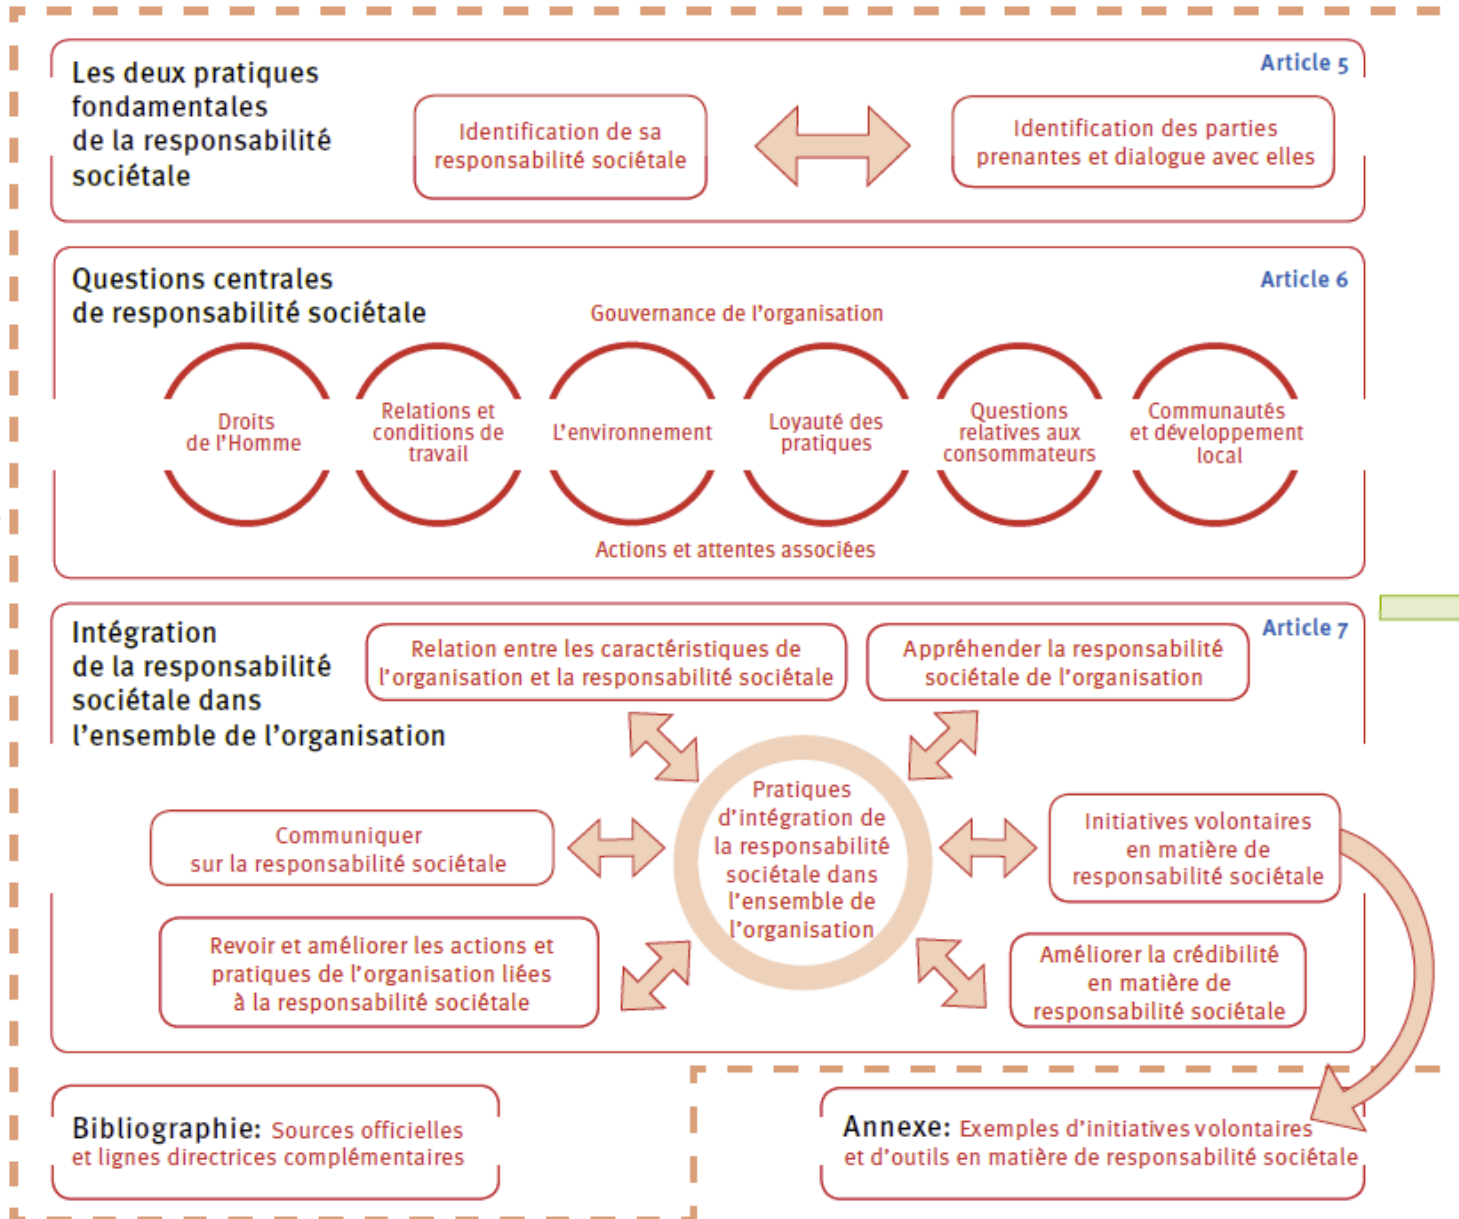 Les deux pratiques
fondamentales
de la responsabilité
sociétale
Article 5
Identification de sa
responsabilité sociétale
Identification des parties
prenantes et dialogue avec elles
Questions centrales
de responsabilité sociétale
Article 6
Gouvernance de l'organisation
Droits
de l'Homme
Relations et
conditions de
travail
L'environnement
Loyauté des
pratiques
Questions
relatives aux
consommateurs
Communautés
et développement
local
Actions et attentes associées
Intégration
de la responsabilité
sociétale dans
l'ensemble de l'organisation
Article 7
Relation entre les caractéristiques de
l'organisation et la responsabilité sociétale
Appréhender la responsabilité
sociétale de l'organisation
Pratiques
d'intégration de
la responsabilité
sociétale dans
l'ensemble de
l'organisation
Communiquer
sur la responsabilité sociétale
Initiatives volontaires
en matière de
responsabilité sociétale
Revoir et améliorer les actions et
pratiques de l'organisation liées
à la responsabilité sociétale
Améliorer la crédibilité
en matière de
responsabilité sociétale
Bibliographie: Sources officielles
et lignes directrices complémentaires
Annexe: Exemples d'initiatives volontaires
et d'outils en matière de responsabilité sociétale